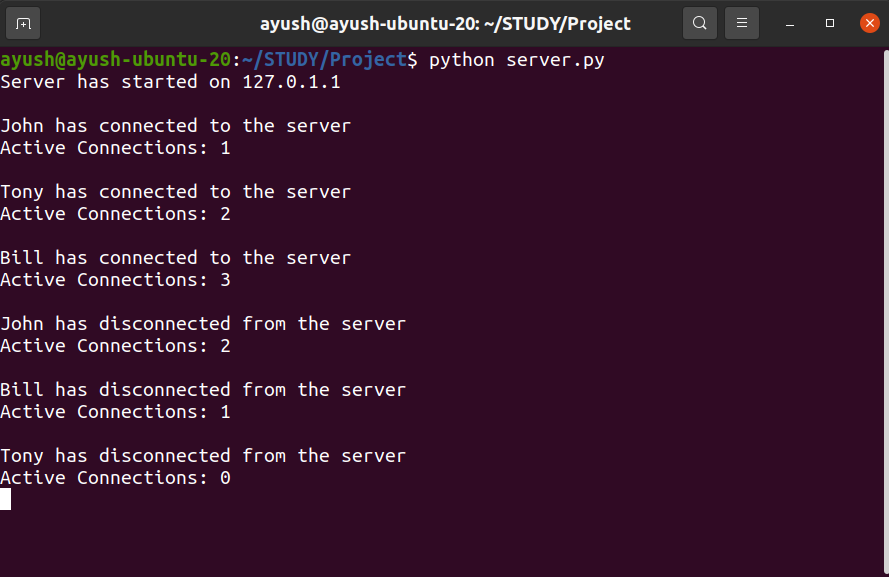 ayush@ayush-ubuntu-20: ~/STUDY/Project
ayush@ayush-ubuntu-20:~/STUDY/Project$ python server.py
Server has started on 127.0.1.1
John has connected to the server
Active Connections: 1
Tony has connected to the server
Active Connections: 2
Bill has connected to the server
Active Connections: 3
John has disconnected from the server
Active Connections: 2
Bill has disconnected from the server
Active Connections: 1
Tony has disconnected from the server
Active Connections: 0